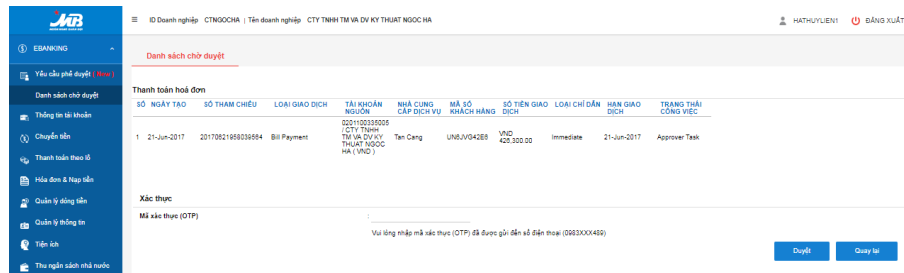 MB
≡ ID Doanh nghiệp CTNGOCHA | Tên doanh nghiệp CTY TNHH TM VA DV KY THUAT NGOC HA
HATHUYLIEN1 ĐĂNG XUẤT
EBANKING
Yêu cầu phê duyệt ( New )
Danh sách chờ duyệt
Thông tin tài khoản
Chuyển tiền
Thanh toán theo lô
Hóa đơn & Nạp tiền
Quản lý dòng tiền
Quản lý thông tin
Tiện ích
Thu ngân sách nhà nước
Danh sách chờ duyệt
Thanh toán hoá đơn
SỐ NGÀY TẠO SỐ THAM CHIẾU LOẠI GIAO DỊCH TÀI KHOẢN NGUỒN NHÀ CUNG CẤP DỊCH VỤ MÃ SỐ KHÁCH HÀNG SỐ TIỀN GIAO DỊCH LOẠI CHỈ DẪN HẠN GIAO DỊCH TRẠNG THÁI CÔNG VIỆC
1 21-Jun-2017 20170621958039564 Bill Payment 0201100335005 / CTY TNHH TM VA DV KY THUAT NGOC HA ( VND ) Tan Cang UN6JVG42E6 VND 426,300.00 Immediate 21-Jun-2017 Approver Task
Xác thực
Mã xác thực (OTP) :
Vui lòng nhập mã xác thực (OTP) đã được gửi đến số điện thoại (0983XXX489)
Duyệt Quay lại